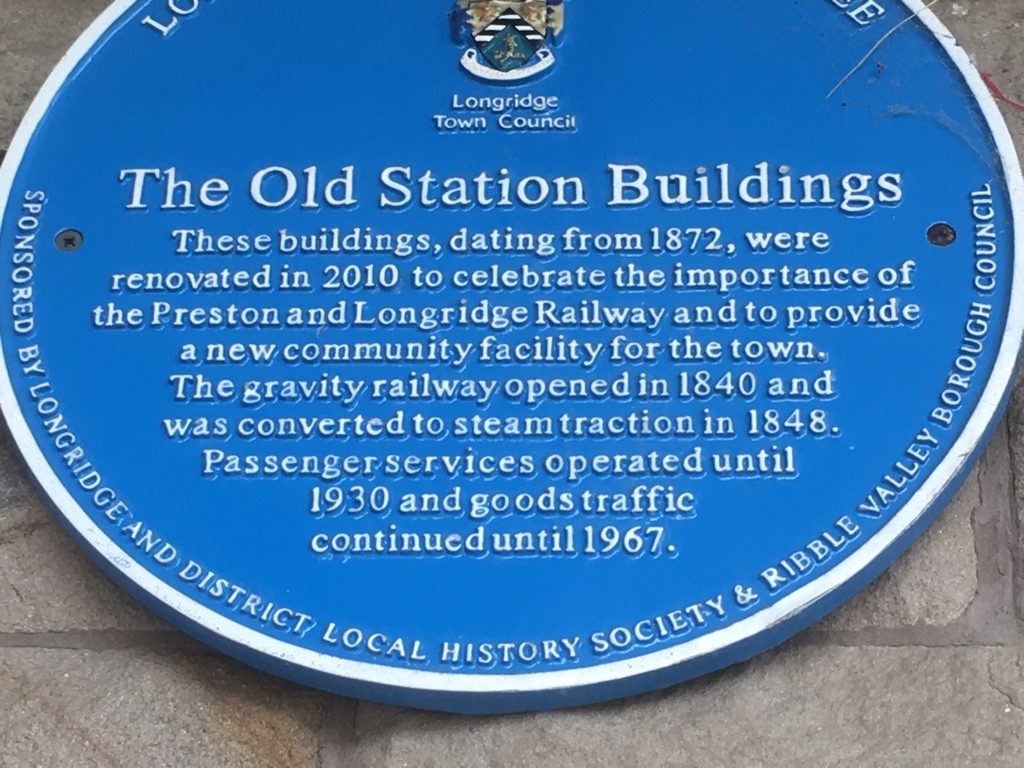 Longridge
Town Council
The Old Station Buildings
These buildings, dating from 1872, were
renovated in 2010 to celebrate the importance of
the Preston and Longridge Railway and to provide
a new community facility for the town.
The gravity railway opened in 1840 and
was converted to steam traction in 1848.
Passenger services operated until
1930 and goods traffic
continued until 1967.
SPONSORED BY LONGRIDGE AND DISTRICT LOCAL HISTORY SOCIETY & RIBBLE VALLEY BOROUGH COUNCIL